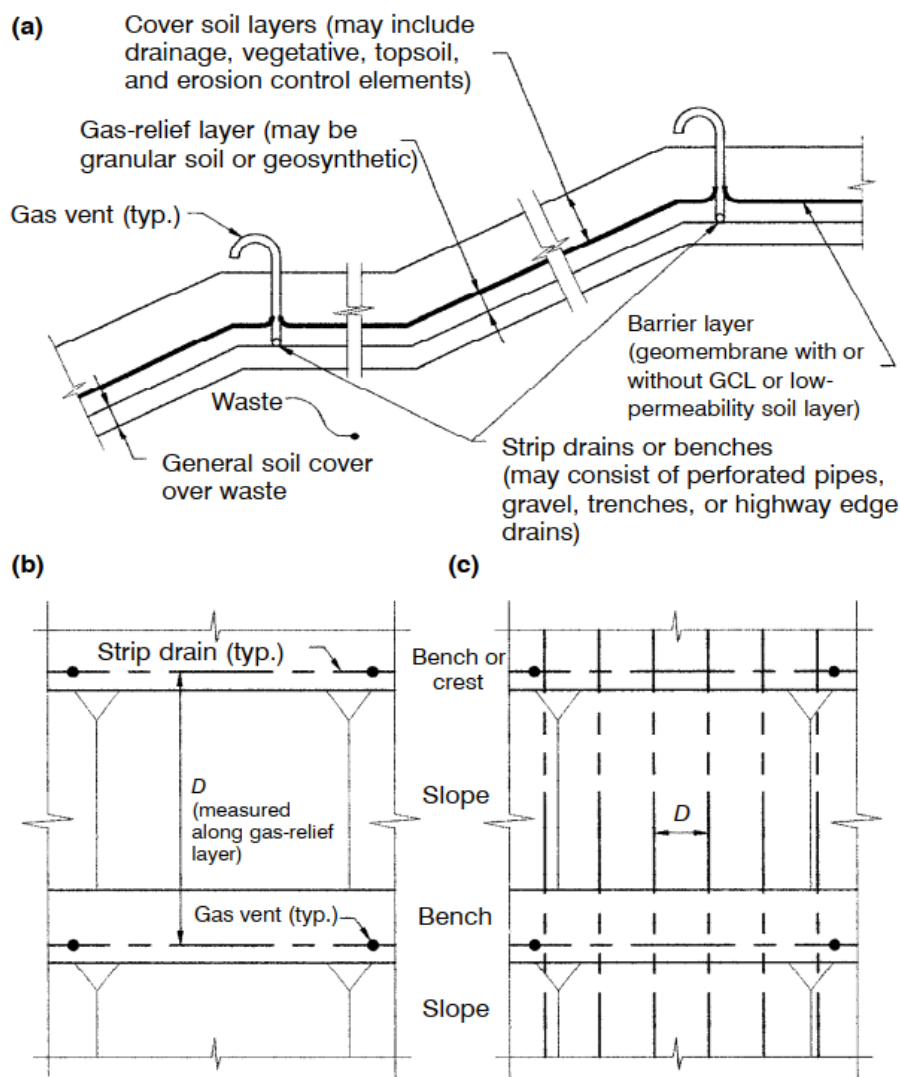 (a)
Cover soil layers (may include
drainage, vegetative, topsoil,
and erosion control elements)
Gas-relief layer (may be
granular soil or geosynthetic)
Gas vent (typ.)
Barrier layer
(geomembrane with or
without GCL or low-
permeability soil layer)
Waste
General soil cover
over waste
Strip drains or benches
(may consist of perforated pipes,
gravel, trenches, or highway edge
drains)
(b)
Strip drain (typ.)
D
(measured
along gas-relief
layer)
Gas vent (typ.)
Bench or
crest
Slope
Bench
Slope
(c)
D